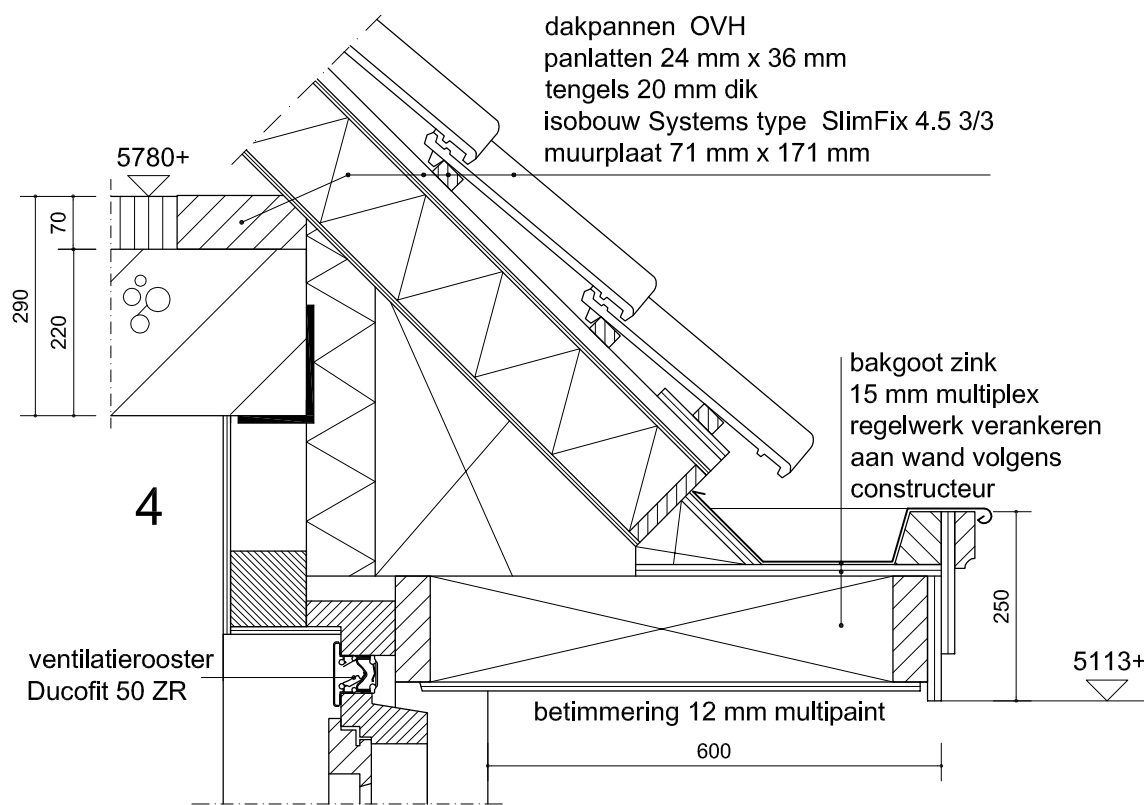 dakpannen OVH
panlatten 24 mm x 36 mm
tengels 20 mm dik
isobouw Systems type SlimFix 4.5 3/3
muurplaat 71 mm x 171 mm
5780+
70
290
220
bakgoot zink
15 mm multiplex
regelwerk verankeren
aan wand volgens
constructeur
4
250
ventilatierooster
Ducofit 50 ZR
5113+
betimmering 12 mm multipaint
600